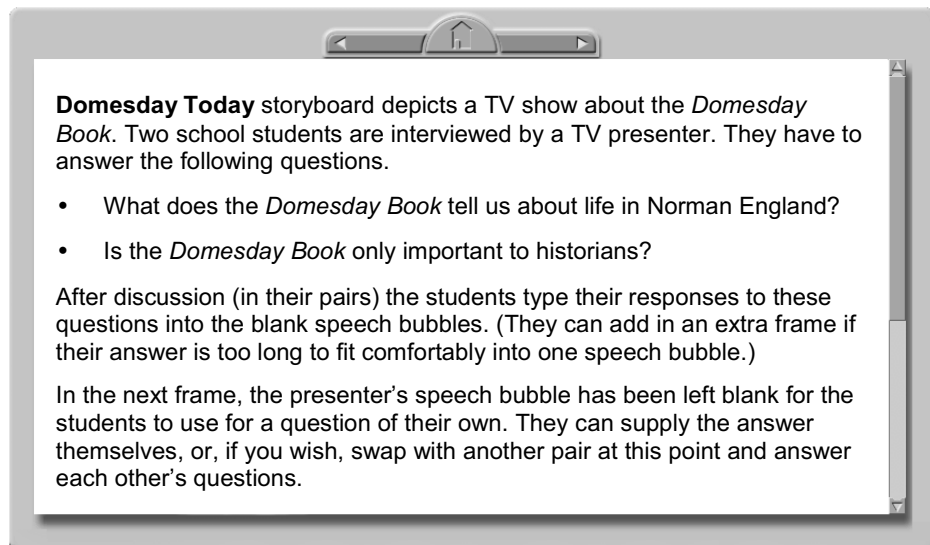 Domesday Today storyboard depicts a TV show about the Domesday
Book. Two school students are interviewed by a TV presenter. They have to
answer the following questions.
• What does the Domesday Book tell us about life in Norman England?
• Is the Domesday Book only important to historians?
After discussion (in their pairs) the students type their responses to these
questions into the blank speech bubbles. (They can add in an extra frame if
their answer is too long to fit comfortably into one speech bubble.)
In the next frame, the presenter’s speech bubble has been left blank for the
students to use for a question of their own. They can supply the answer
themselves, or, if you wish, swap with another pair at this point and answer
each other’s questions.